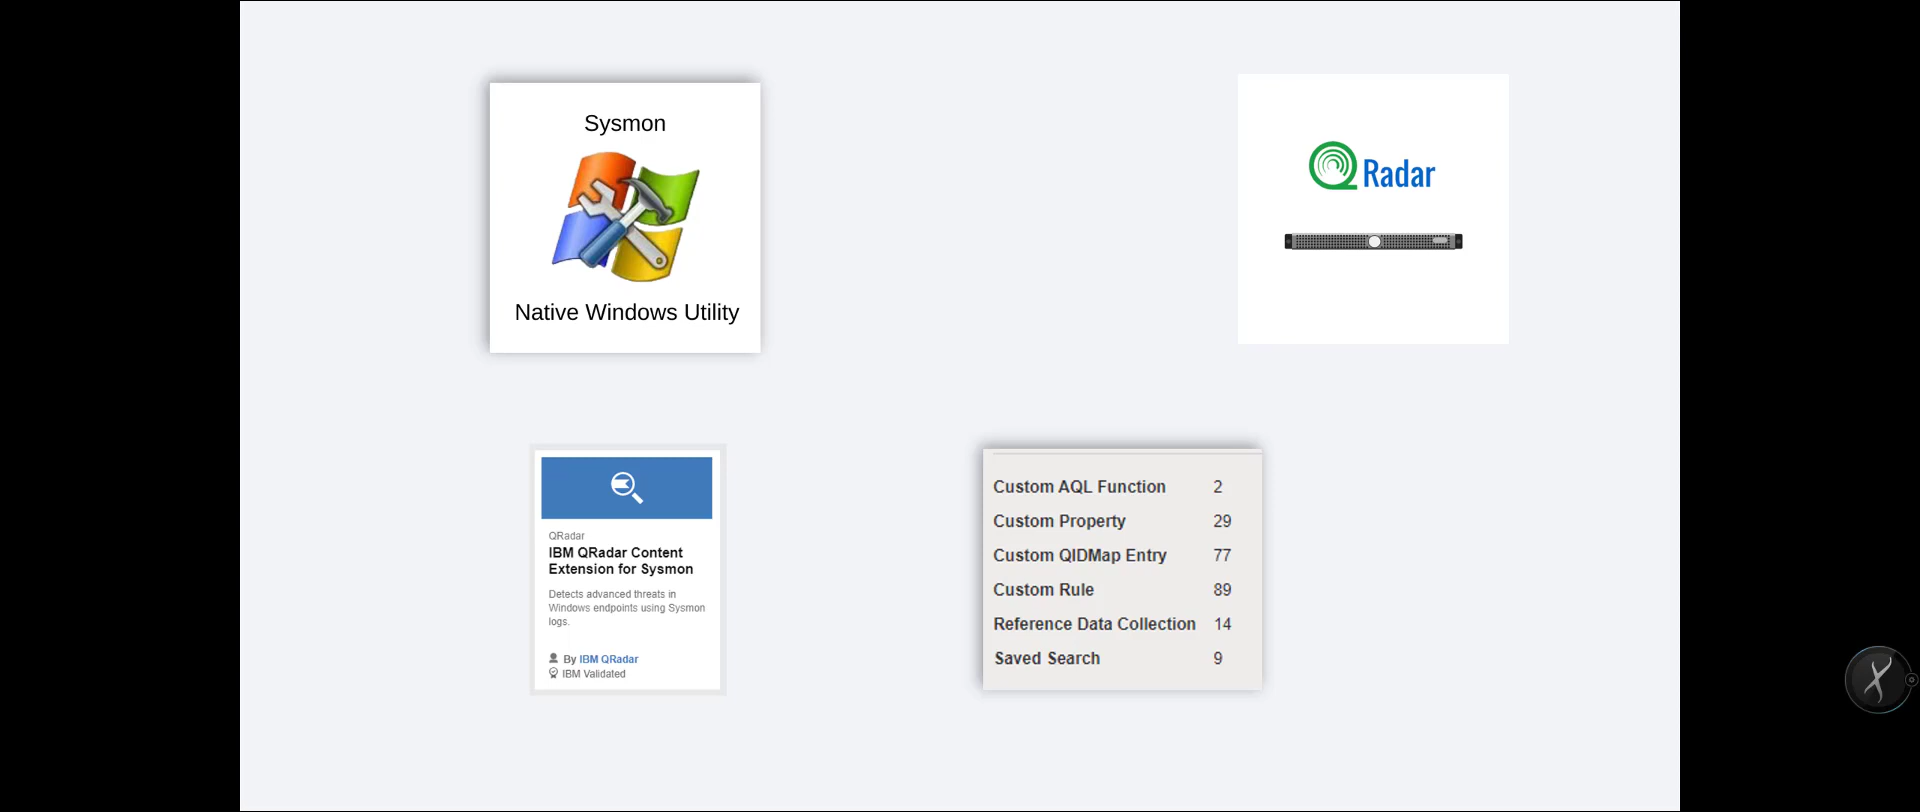 Sysmon
Native Windows Utility
Radar
QRadar
IBM QRadar Content
Extension for Sysmon
Detects advanced threats in
Windows endpoints using Sysmon
logs.
By IBM QRadar
IBM Validated
Custom AQL Function 2
Custom Property 29
Custom QIDMap Entry 77
Custom Rule 89
Reference Data Collection 14
Saved Search 9